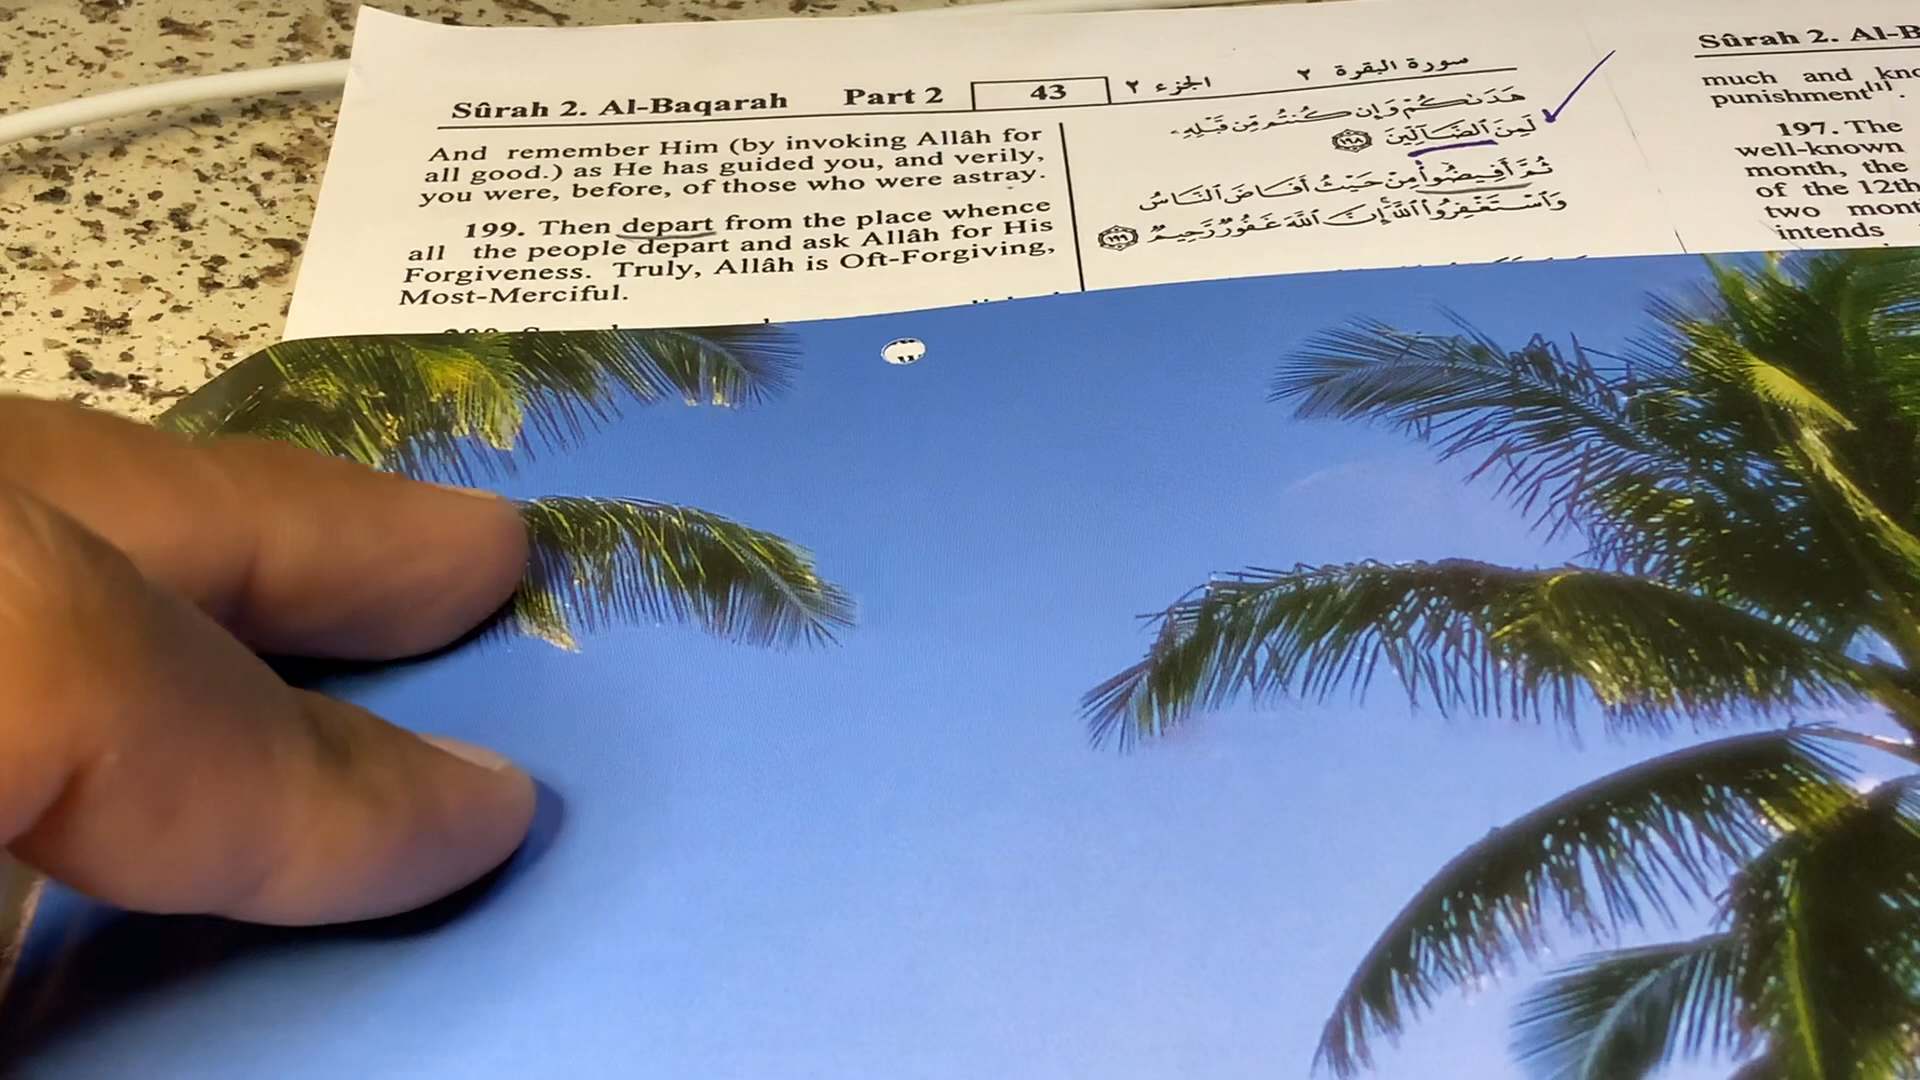 Sûrah 2. Al-Baqarah Part 2 43 الجزء ٢ سورة البقرة ٢
And remember Him (by invoking Allâh for
all good.) as He has guided you, and verily,
you were, before, of those who were astray.
199. Then depart from the place whence
all the people depart and ask Allâh for His
Forgiveness. Truly, Allâh is Oft-Forgiving,
Most-Merciful.
هَدَىٰكُمْ وَإِن كُنتُم مِّن قَبْلِهِۦ
لَمِنَ ٱلضَّآلِّينَ ١٩٨
ثُمَّ أَفِيضُواْ مِنْ حَيْثُ أَفَاضَ ٱلنَّاسُ
وَٱسْتَغْفِرُواْ ٱللَّهَ إِنَّ ٱللَّهَ غَفُورٌ رَّحِيمٌ ١٩٩
Sûrah 2. Al-B
much and kno
punishment[1].
197. The
well-known
month, the
of the 12th
two mont
intends